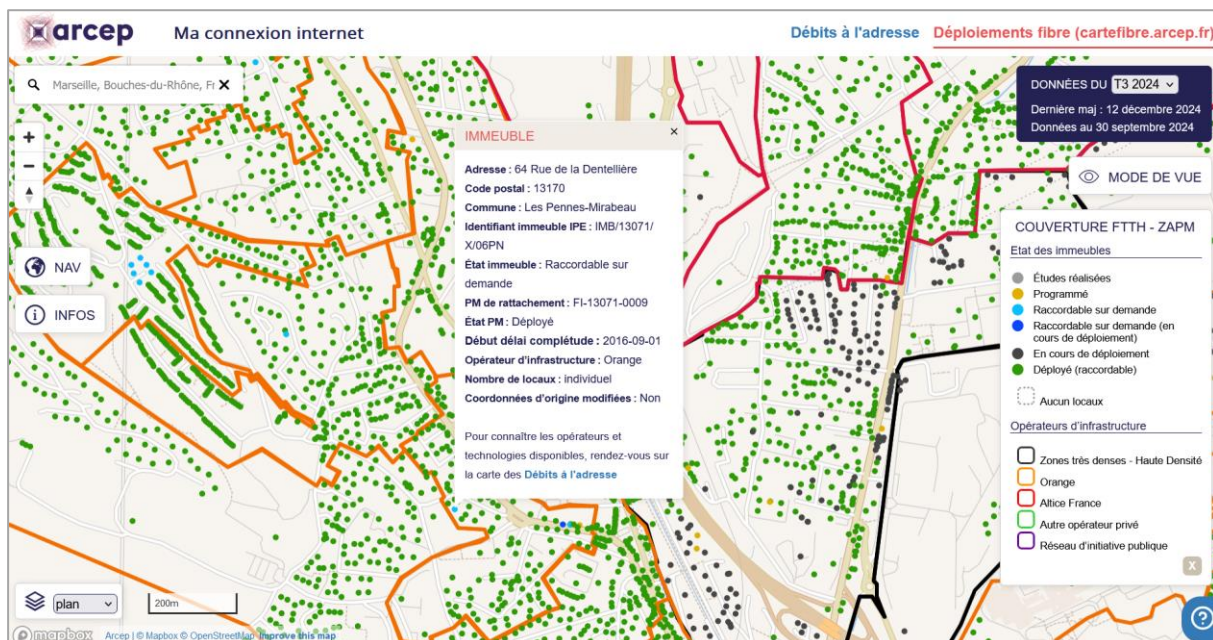 arcep
Ma connexion internet
Débits à l'adresse
Déploiements fibre (cartefibre.arcep.fr)
Marseille, Bouches-du-Rhône, Fr X
+
−
NAV
INFOS
IMMEUBLE
×
Adresse : 64 Rue de la Dentellière
Code postal : 13170
Commune : Les Pennes-Mirabeau
Identifiant immeuble IPE : IMB/13071/
X/06PN
État immeuble : Raccordable sur
demande
PM de rattachement : FI-13071-0009
État PM : Déployé
Début délai complétude : 2016-09-01
Opérateur d'infrastructure : Orange
Nombre de locaux : individuel
Coordonnées d'origine modifiées : Non
Pour connaître les opérateurs et
technologies disponibles, rendez-vous sur
la carte des Débits à l'adresse
DONNÉES DU T3 2024
Dernière maj : 12 décembre 2024
Données au 30 septembre 2024
MODE DE VUE
COUVERTURE FTTH - ZAPM
Etat des immeubles
Études réalisées
Programmé
Raccordable sur demande
Raccordable sur demande (en
cours de déploiement)
En cours de déploiement
Déployé (raccordable)
Aucun locaux
Opérateurs d'infrastructure
Zones très denses - Haute Densité
Orange
Altice France
Autre opérateur privé
Réseau d'initiative publique
X
?
plan
200m
mapbox
Arcep | © Mapbox © OpenStreetMap Improve this map